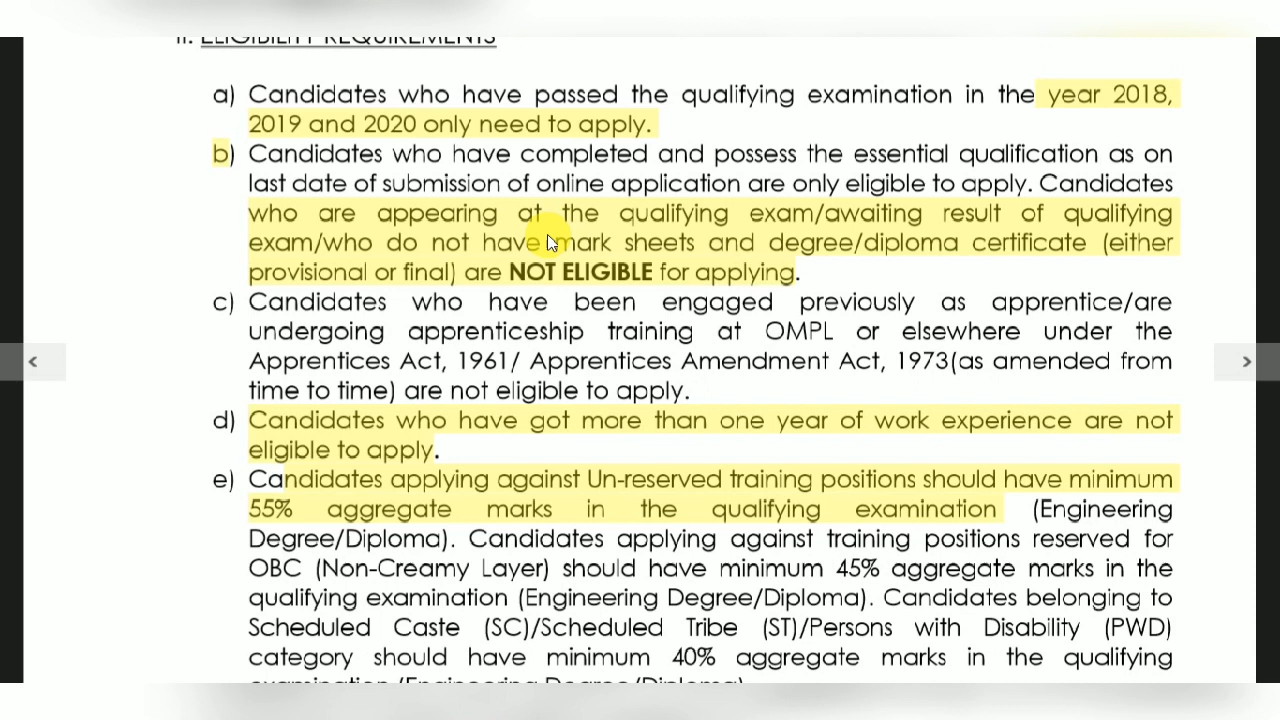 II. ELIGIBILITY REQUIREMENTS
a) Candidates who have passed the qualifying examination in the year 2018,
2019 and 2020 only need to apply.
b) Candidates who have completed and possess the essential qualification as on
last date of submission of online application are only eligible to apply. Candidates
who are appearing at the qualifying exam/awaiting result of qualifying
exam/who do not have mark sheets and degree/diploma certificate (either
provisional or final) are NOT ELIGIBLE for applying.
c) Candidates who have been engaged previously as apprentice/are
undergoing apprenticeship training at OMPL or elsewhere under the
Apprentices Act, 1961/ Apprentices Amendment Act, 1973(as amended from
time to time) are not eligible to apply.
d) Candidates who have got more than one year of work experience are not
eligible to apply.
e) Candidates applying against Un-reserved training positions should have minimum
55% aggregate marks in the qualifying examination (Engineering
Degree/Diploma). Candidates applying against training positions reserved for
OBC (Non-Creamy Layer) should have minimum 45% aggregate marks in the
qualifying examination (Engineering Degree/Diploma). Candidates belonging to
Scheduled Caste (SC)/Scheduled Tribe (ST)/Persons with Disability (PWD)
category should have minimum 40% aggregate marks in the qualifying
examination (Engineering Degree/Diploma)